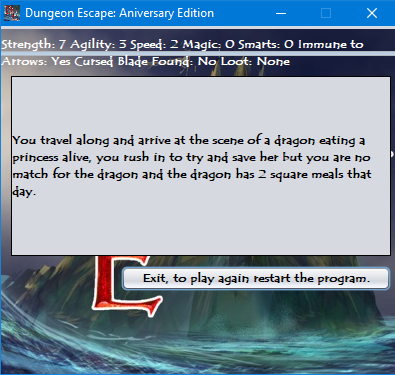 Dungeon Escape: Aniversary Edition
Strength: 7 Agility: 3 Speed: 2 Magic: 0 Smarts: 0 Immune to
Arrows: Yes Cursed Blade Found: No Loot: None
You travel along and arrive at the scene of a dragon eating a
princess alive, you rush in to try and save her but you are no
match for the dragon and the dragon has 2 square meals that
day.
E
Exit, to play again restart the program.